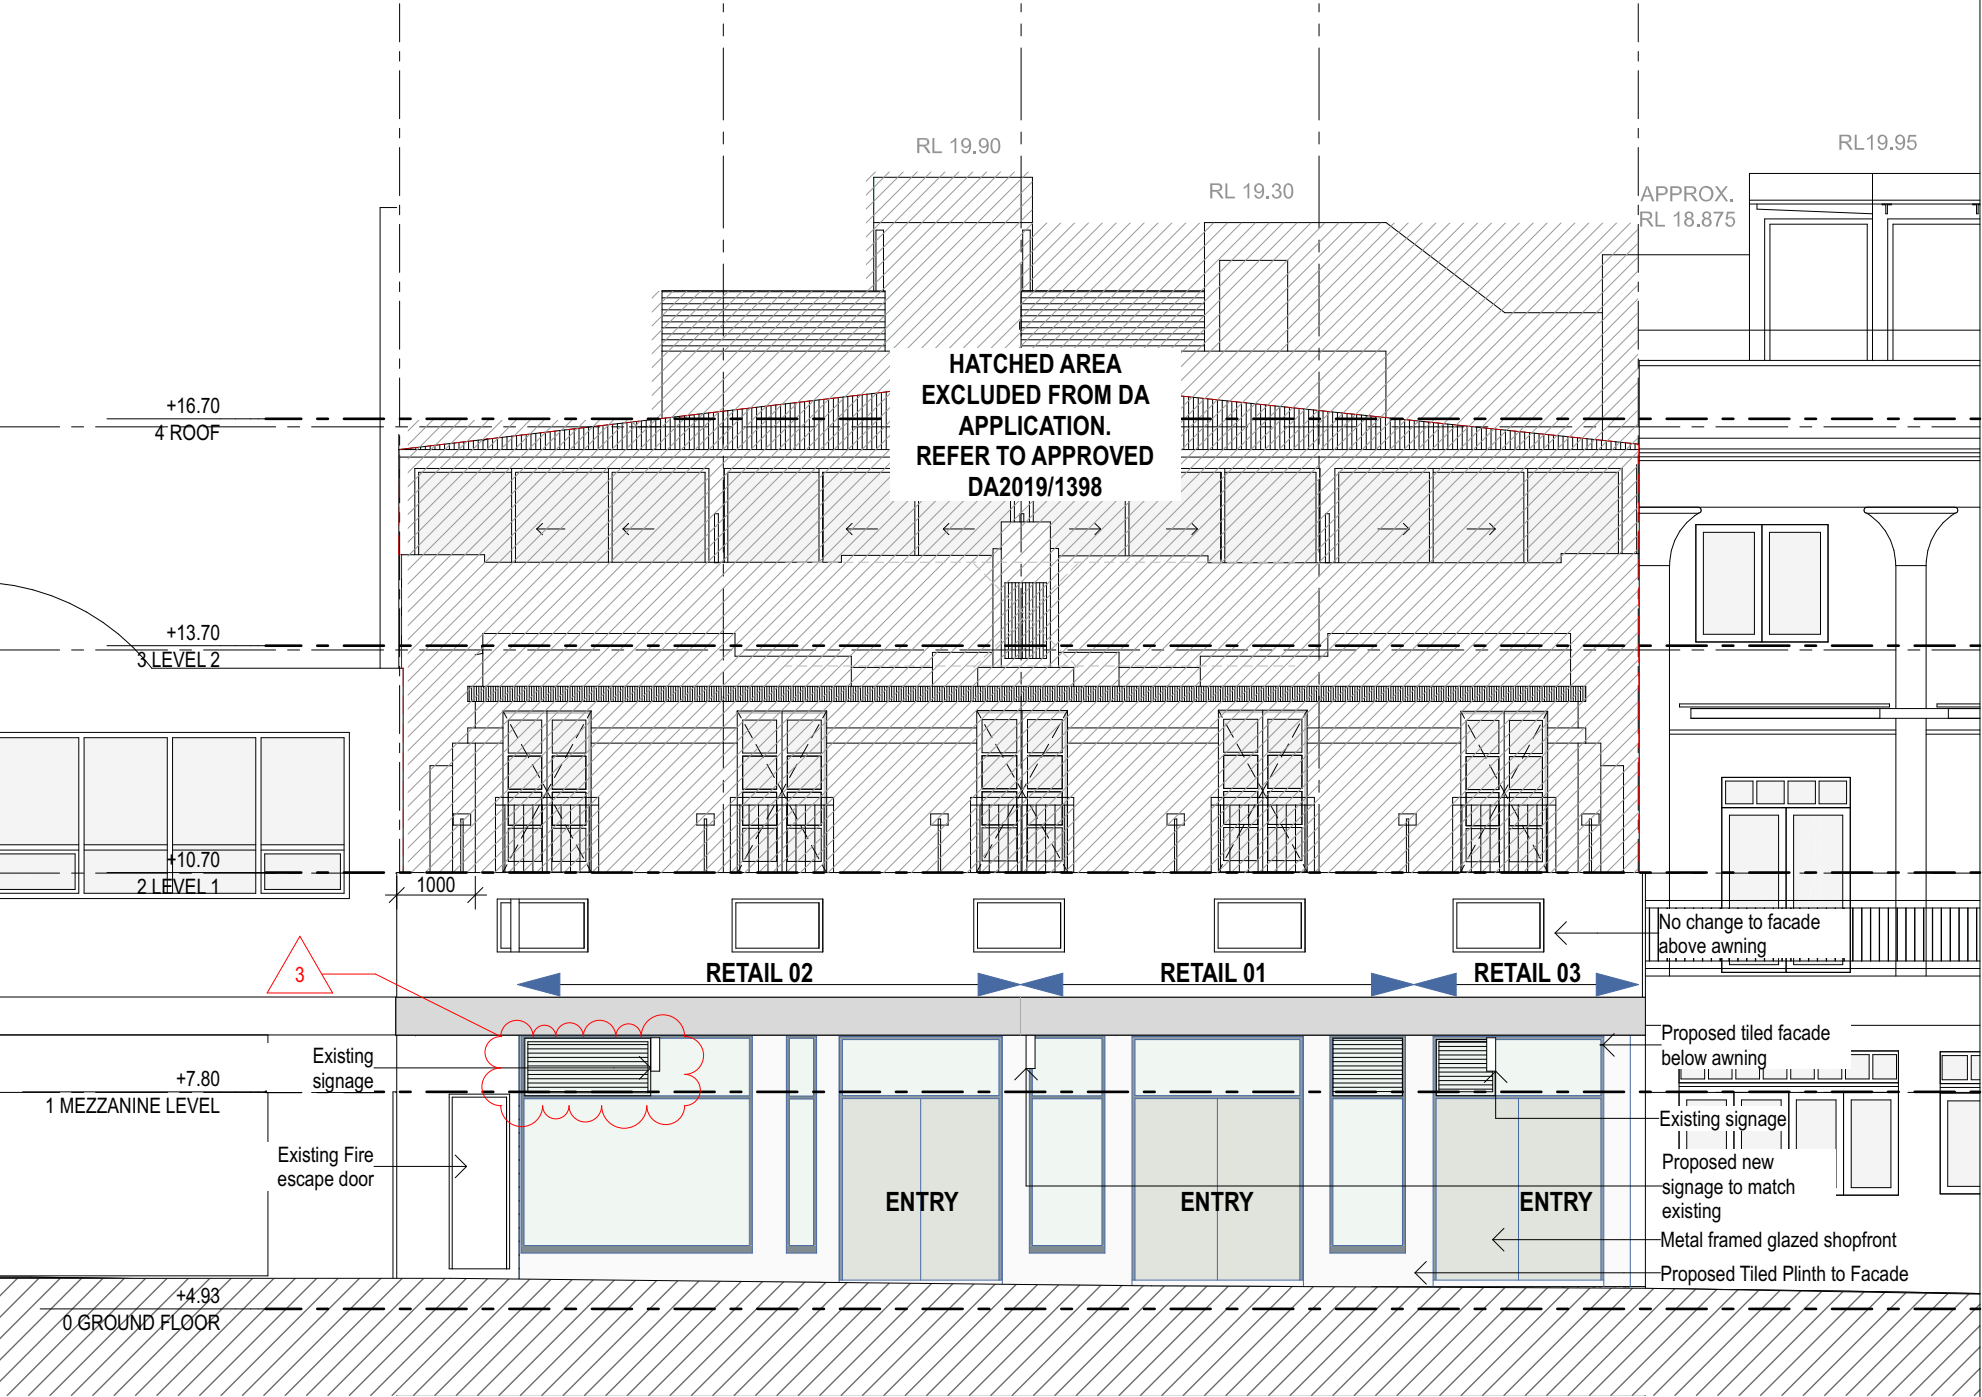 RL 19.90
RL19.95
RL 19.30
APPROX.
RL 18.875
HATCHED AREA
EXCLUDED FROM DA
APPLICATION.
REFER TO APPROVED
DA2019/1398
+16.70
4 ROOF
+13.70
3 LEVEL 2
+10.70
2 LEVEL 1
1000
No change to facade
above awning
3
RETAIL 02
RETAIL 01
RETAIL 03
Existing
signage
Proposed tiled facade
below awning
+7.80
1 MEZZANINE LEVEL
Existing signage
Existing Fire
escape door
Proposed new
signage to match
existing
ENTRY
ENTRY
ENTRY
Metal framed glazed shopfront
Proposed Tiled Plinth to Facade
+4.93
0 GROUND FLOOR